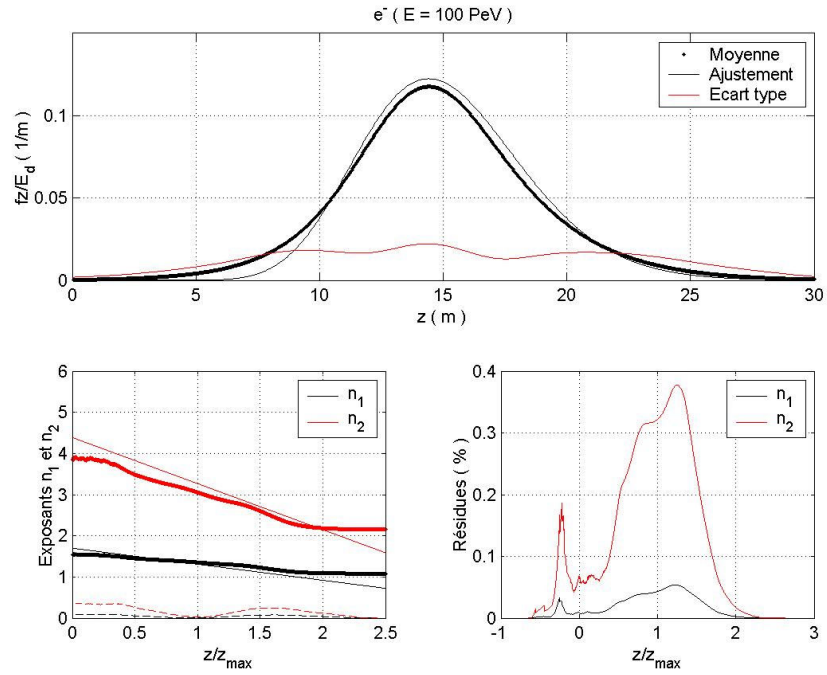 e⁻ ( E = 100 PeV )
Moyenne
Ajustement
Ecart type
fz/E_d ( 1/m )
0.1
0.05
0
0 5 10 15 20 25 30
z ( m )
Exposants n₁ et n₂
6
5
4
3
2
1
0
n₁
n₂
0 0.5 1 1.5 2 2.5
z/z_max
Résidues ( % )
0.4
0.3
0.2
0.1
0
n₁
n₂
-1 0 1 2 3
z/z_max